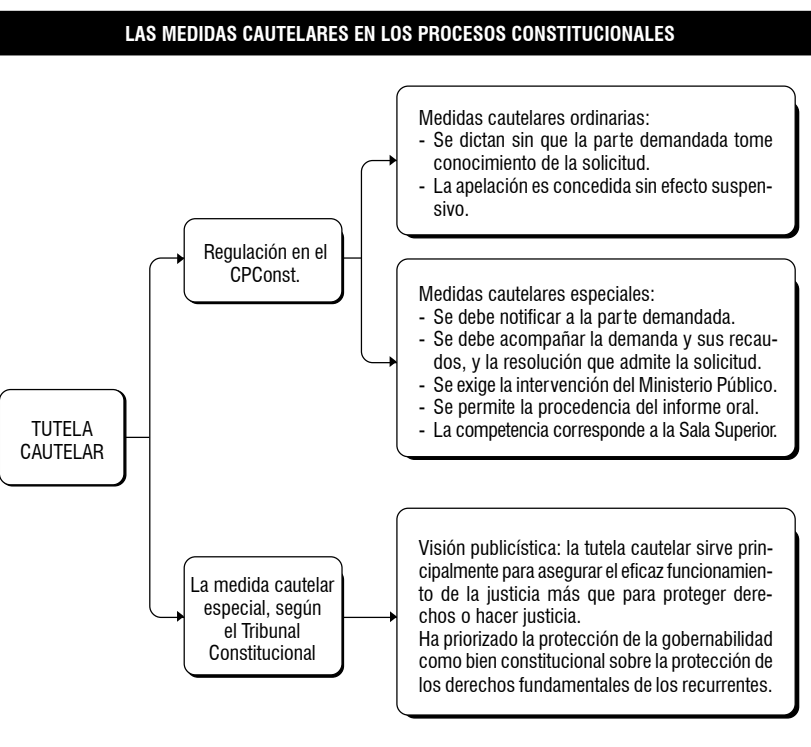 LAS MEDIDAS CAUTELARES EN LOS PROCESOS CONSTITUCIONALES
TUTELA
CAUTELAR
Regulación en el
CPConst.
Medidas cautelares ordinarias:
- Se dictan sin que la parte demandada tome
conocimiento de la solicitud.
- La apelación es concedida sin efecto suspen-
sivo.
Medidas cautelares especiales:
- Se debe notificar a la parte demandada.
- Se debe acompañar la demanda y sus recau-
dos, y la resolución que admite la solicitud.
- Se exige la intervención del Ministerio Público.
- Se permite la procedencia del informe oral.
- La competencia corresponde a la Sala Superior.
La medida cautelar
especial, según
el Tribunal
Constitucional
Visión publicística: la tutela cautelar sirve prin-
cipalmente para asegurar el eficaz funcionamien-
to de la justicia más que para proteger dere-
chos o hacer justicia.
Ha priorizado la protección de la gobernabilidad
como bien constitucional sobre la protección de
los derechos fundamentales de los recurrentes.